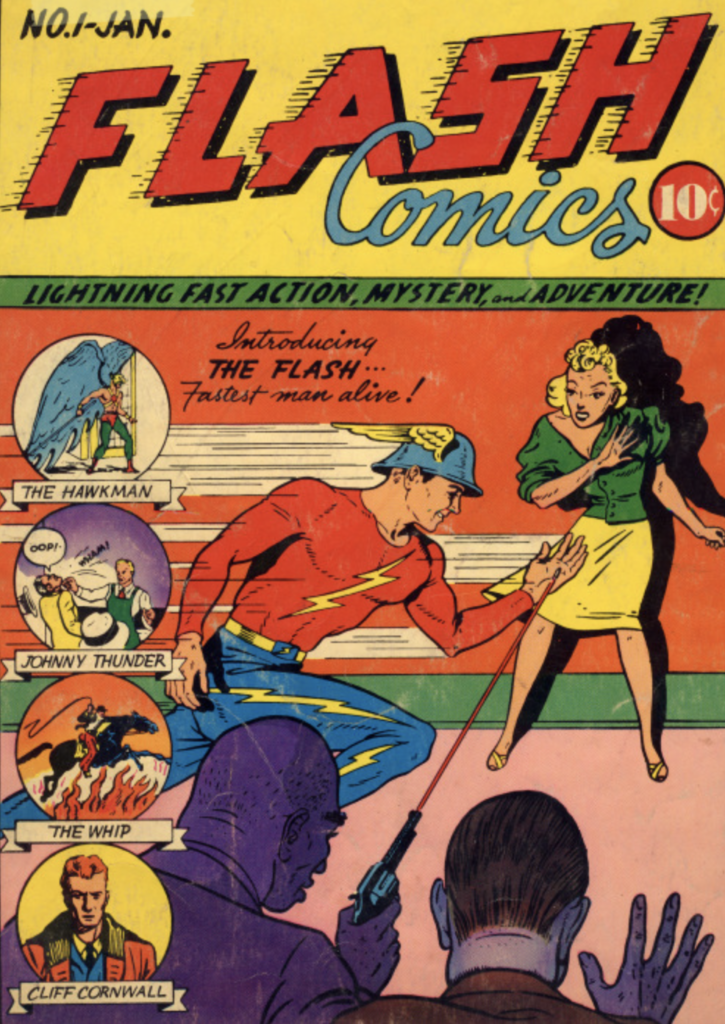 NO.1-JAN.
FLASH
Comics
10¢
LIGHTNING FAST ACTION, MYSTERY, and ADVENTURE!
Introducing
THE FLASH...
Fastest man alive!
THE HAWKMAN
OOP!-
WHAM!
JOHNNY THUNDER
THE WHIP
CLIFF CORNWALL